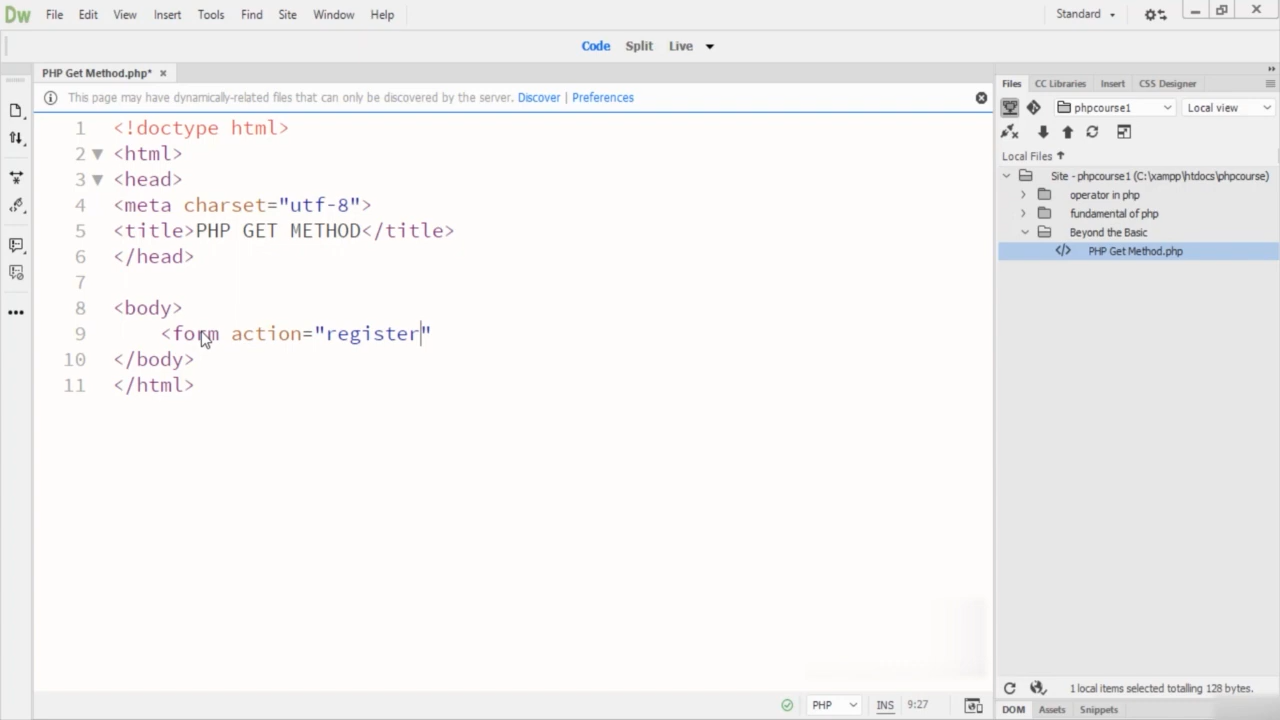 Dw File Edit View Insert Tools Find Site Window Help Standard
Code Split Live
PHP Get Method.php*
This page may have dynamically-related files that can only be discovered by the server. Discover | Preferences
1 <!doctype html>
2 <html>
3 <head>
4 <meta charset="utf-8">
5 <title>PHP GET METHOD</title>
6 </head>
7
8 <body>
9 <form action="register"
10 </body>
11 </html>
PHP INS 9:27
Files CC Libraries Insert CSS Designer
phpcourse1 Local view
Local Files
Site - phpcourse1 (C:\xampp\htdocs\phpcourse)
operator in php
fundamental of php
Beyond the Basic
PHP Get Method.php
1 local items selected totalling 128 bytes.
DOM Assets Snippets